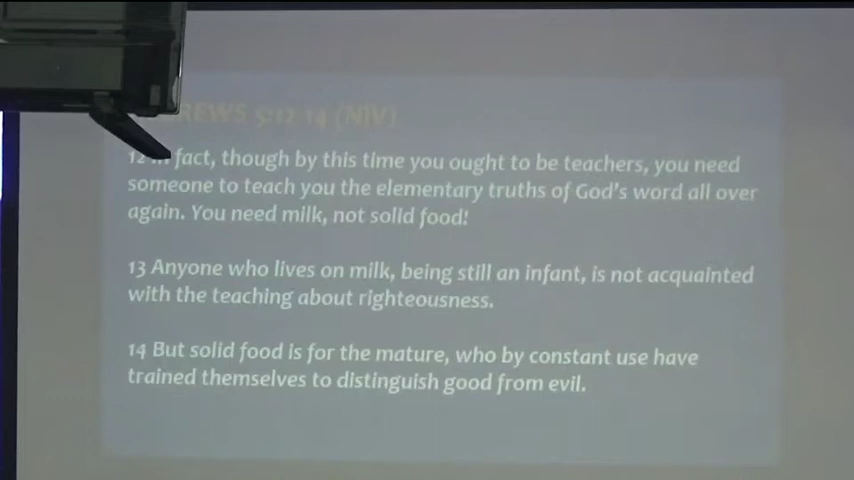 REWS 5:12-14 (NIV)
12 In fact, though by this time you ought to be teachers, you need
someone to teach you the elementary truths of God's word all over
again. You need milk, not solid food!
13 Anyone who lives on milk, being still an infant, is not acquainted
with the teaching about righteousness.
14 But solid food is for the mature, who by constant use have
trained themselves to distinguish good from evil.